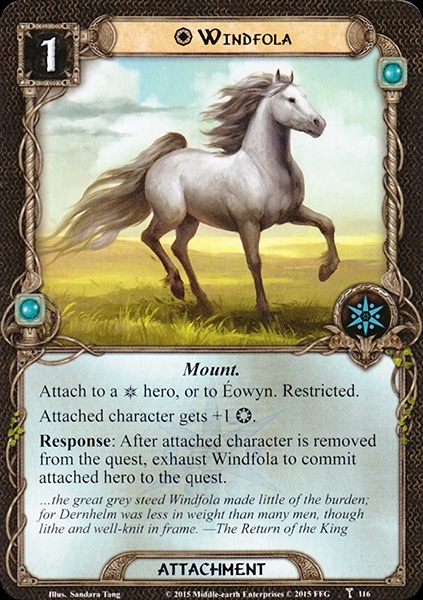 1
Windfola
Mount.
Attach to a hero, or to Éowyn. Restricted.
Attached character gets +1 .
Response: After attached character is removed
from the quest, exhaust Windfola to commit
attached hero to the quest.
...the great grey steed Windfola made little of the burden;
for Dernhelm was less in weight than many men, though
lithe and well-knit in frame. —The Return of the King
ATTACHMENT
Illus. Sandara Tang © 2015 Middle-earth Enterprises © 2015 FFG 116